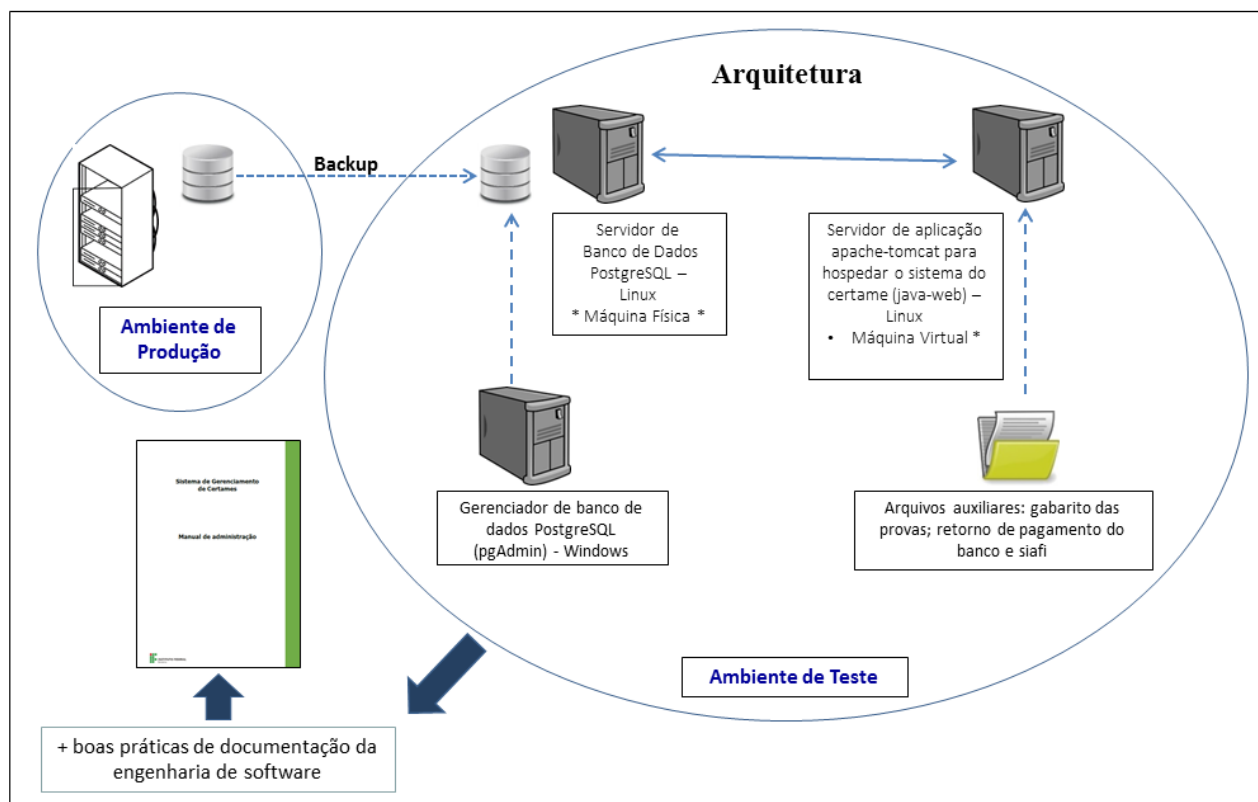 Arquitetura
Backup
Ambiente de
Produção
Servidor de
Banco de Dados
PostgreSQL –
Linux
* Máquina Física *
Servidor de aplicação
apache-tomcat para
hospedar o sistema do
certame (java-web) –
Linux
• Máquina Virtual *
Gerenciador de banco de
dados PostgreSQL
(pgAdmin) - Windows
Arquivos auxiliares: gabarito das
provas; retorno de pagamento do
banco e siafi
Sistema de Gerenciamento
de Certames
Manual de administração
INSTITUTO FEDERAL
Ambiente de Teste
+ boas práticas de documentação da
engenharia de software